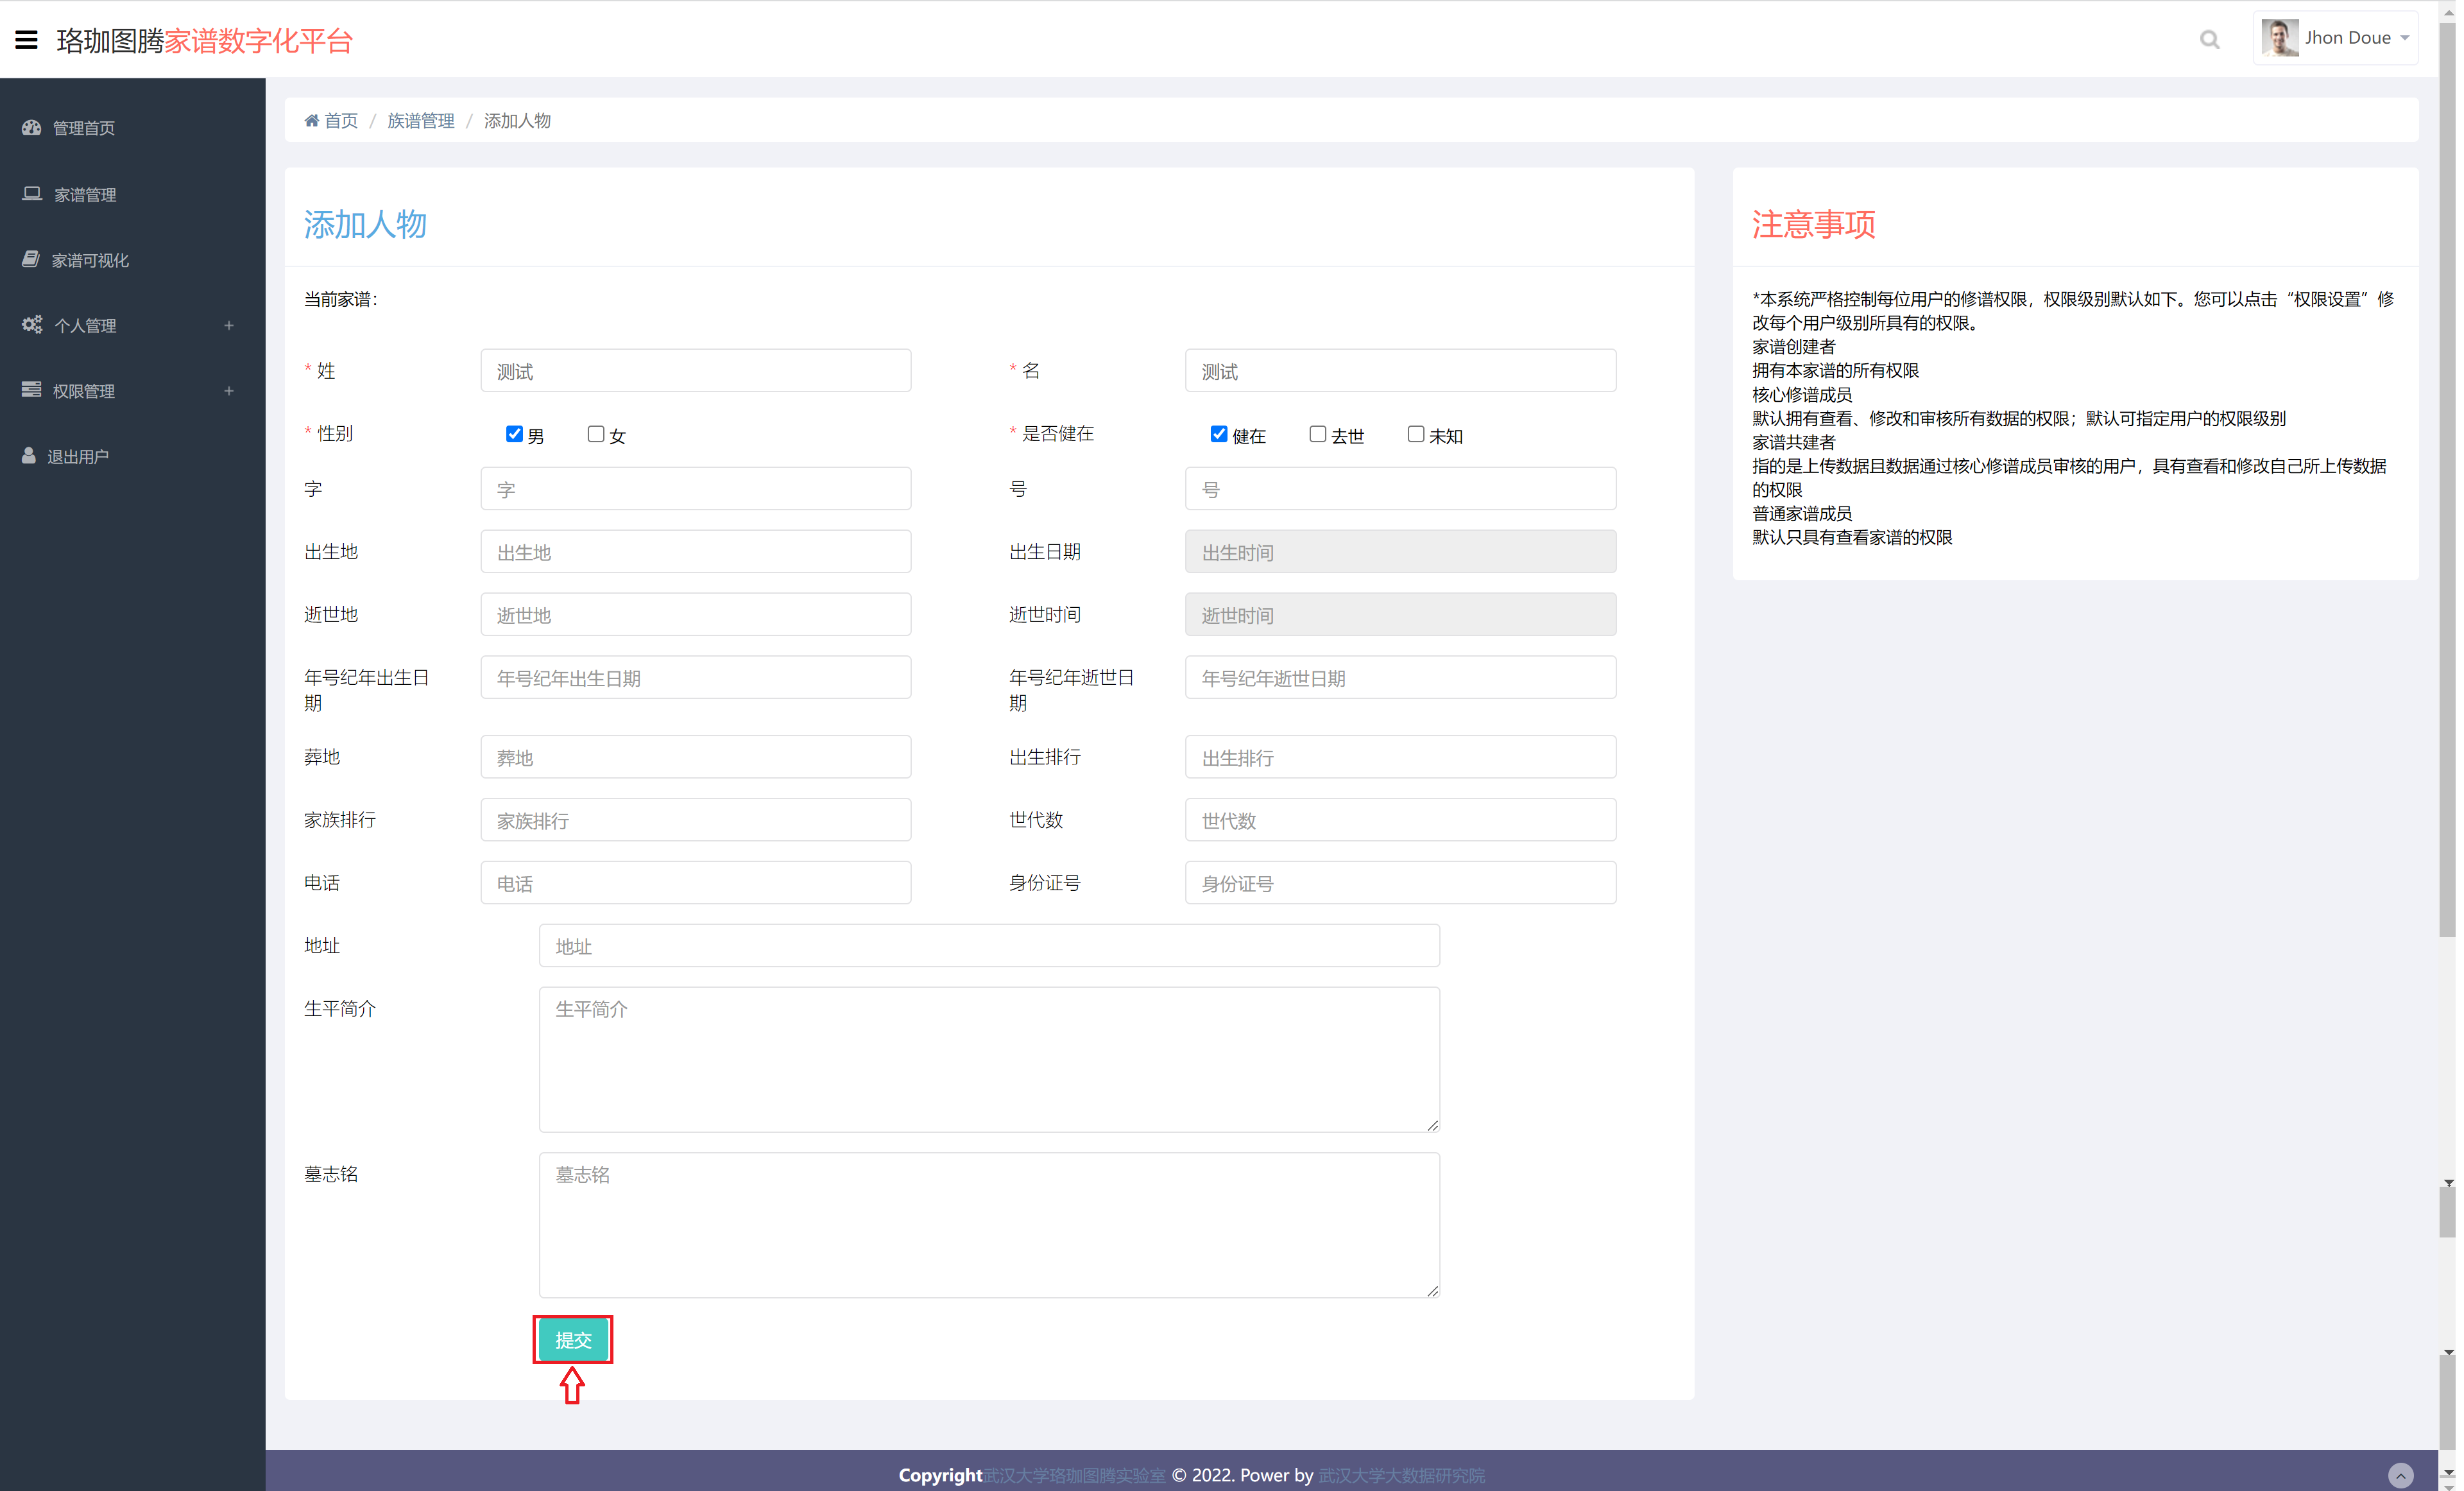 珞珈图腾家谱数字化平台
Jhon Doue
管理首页
家谱管理
家谱可视化
个人管理 +
权限管理 +
退出用户
首页 / 族谱管理 / 添加人物
添加人物
当前家谱：
* 姓 测试 * 名 测试
* 性别 男 女 * 是否健在 健在 去世 未知
字 字 号 号
出生地 出生地 出生日期 出生时间
逝世地 逝世地 逝世时间 逝世时间
年号纪年出生日
期 年号纪年出生日期 年号纪年逝世日
期 年号纪年逝世日期
葬地 葬地 出生排行 出生排行
家族排行 家族排行 世代数 世代数
电话 电话 身份证号 身份证号
地址 地址
生平简介 生平简介
墓志铭 墓志铭
提交
注意事项
*本系统严格控制每位用户的修谱权限，权限级别默认如下。您可以点击“权限设置”修
改每个用户级别所具有的权限。
家谱创建者
拥有本家谱的所有权限
核心修谱成员
默认拥有查看、修改和审核所有数据的权限；默认可指定用户的权限级别
家谱共建者
指的是上传数据且数据通过核心修谱成员审核的用户，具有查看和修改自己所上传数据
的权限
普通家谱成员
默认只具有查看家谱的权限
Copyright武汉大学珞珈图腾实验室 © 2022. Power by 武汉大学大数据研究院